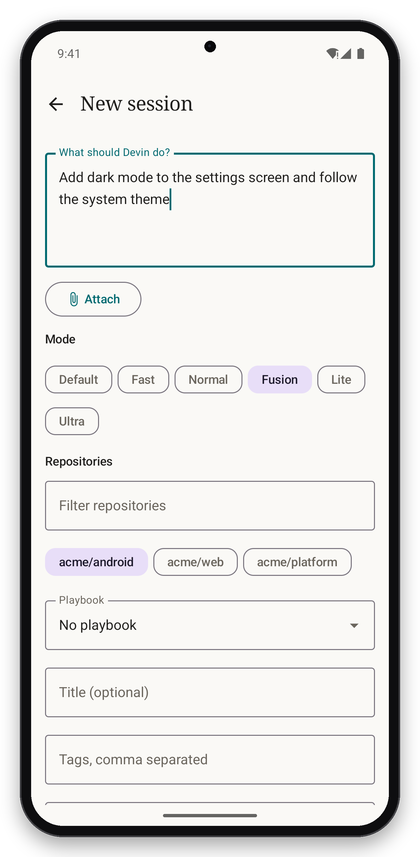 9:41
New session
What should Devin do?
Add dark mode to the settings screen and follow
the system theme
Attach
Mode
Default Fast Normal Fusion Lite
Ultra
Repositories
Filter repositories
acme/android acme/web acme/platform
Playbook
No playbook
Title (optional)
Tags, comma separated